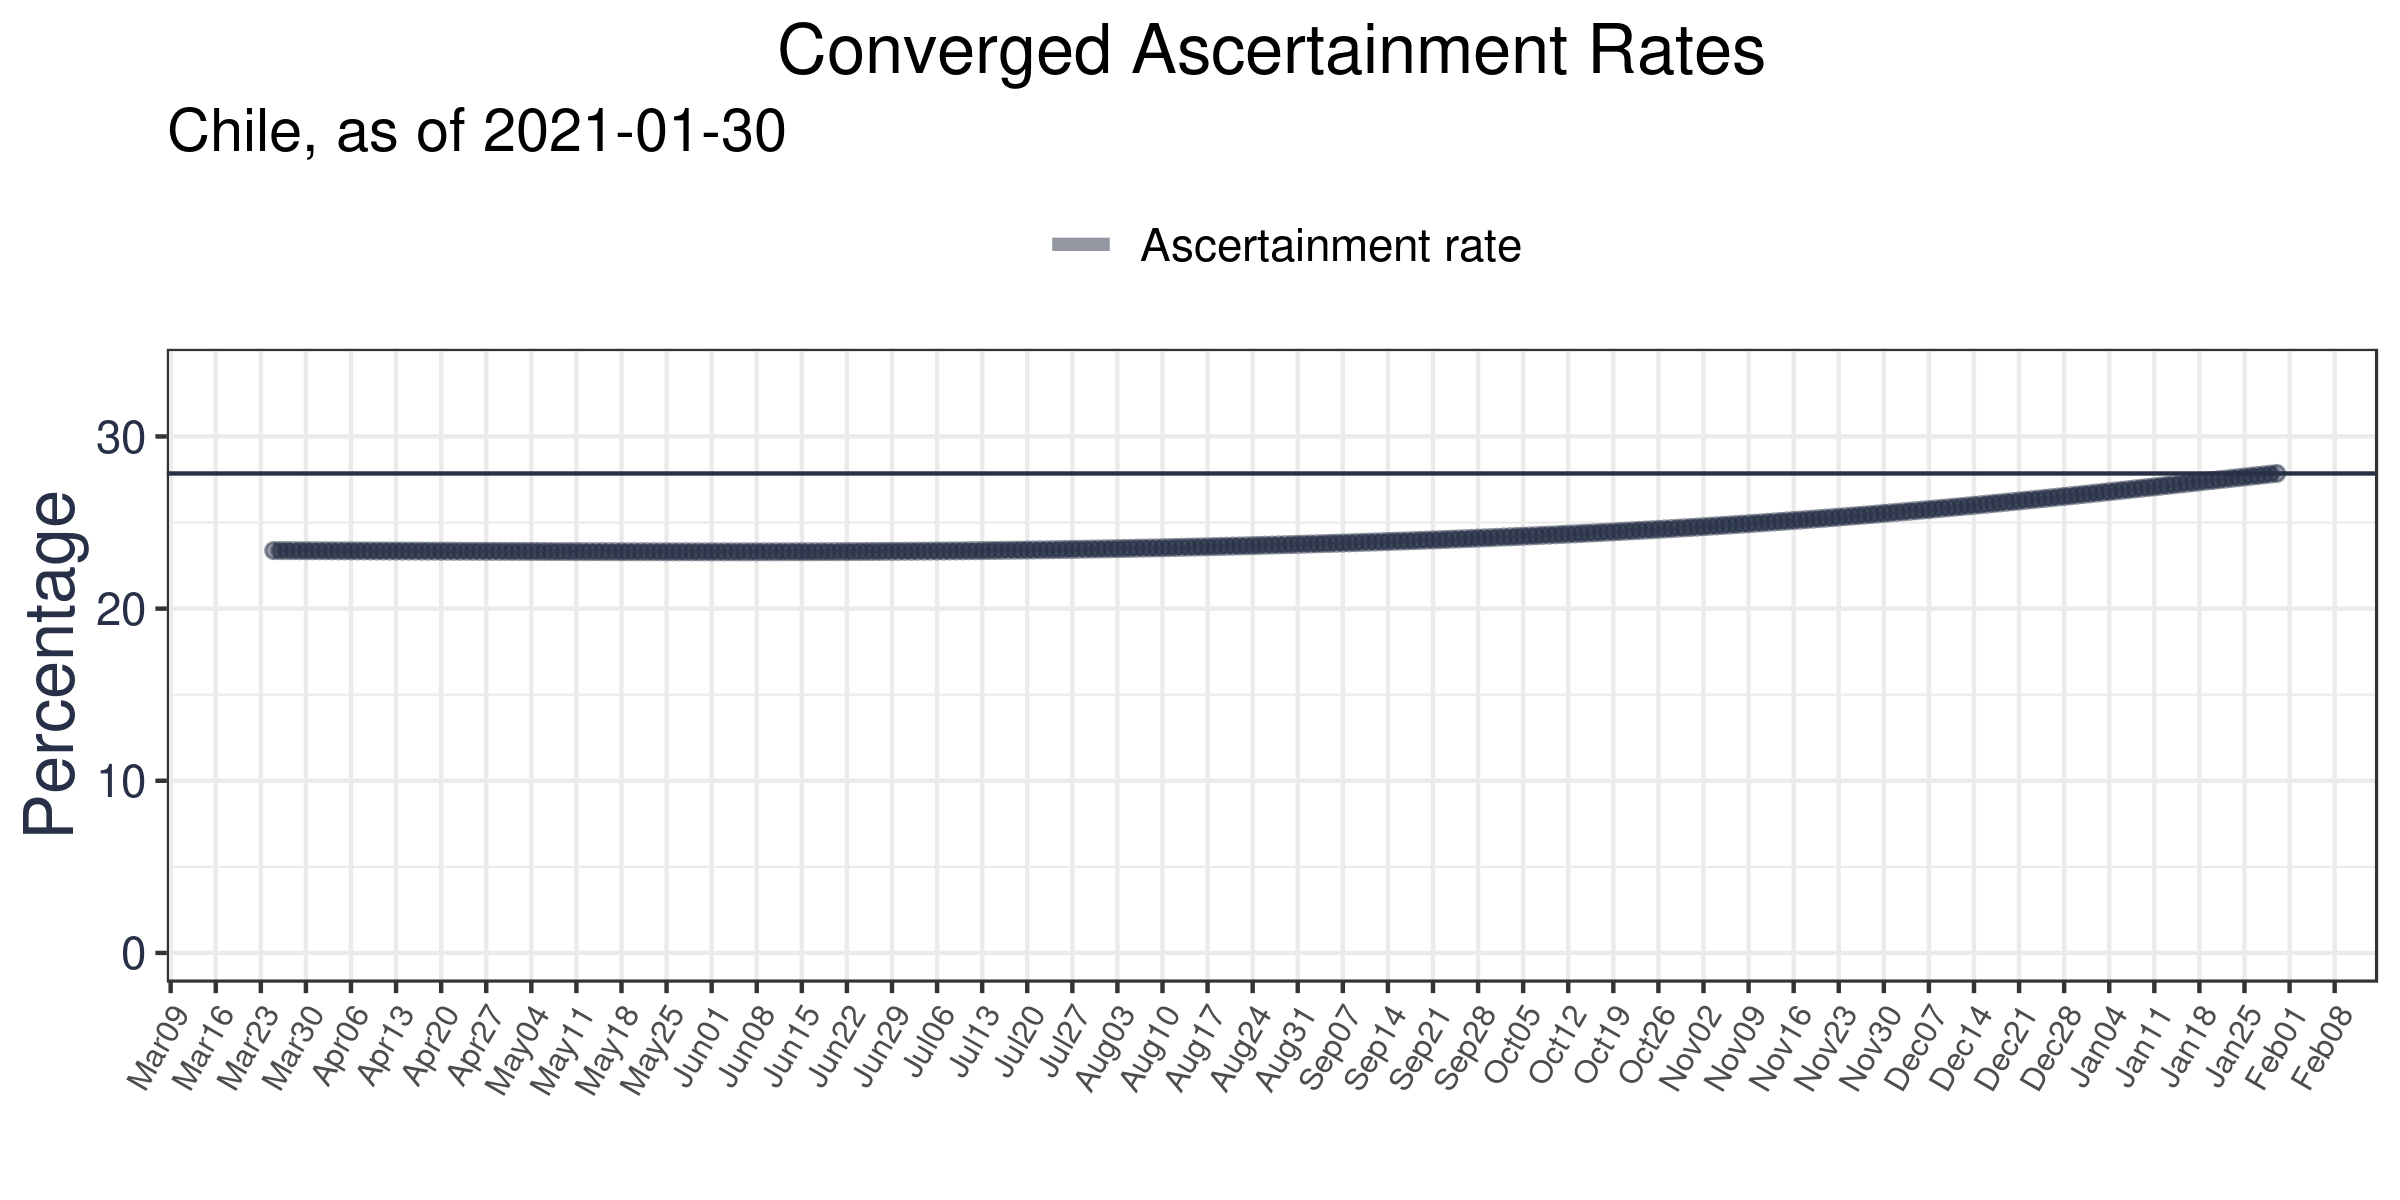 Converged Ascertainment Rates
Chile, as of 2021-01-30
Ascertainment rate
Percentage
30
20
10
0
Mar09 Mar16 Mar23 Mar30 Apr06 Apr13 Apr20 Apr27 May04 May11 May18 May25 Jun01 Jun08 Jun15 Jun22 Jun29 Jul06 Jul13 Jul20 Jul27 Aug03 Aug10 Aug17 Aug24 Aug31 Sep07 Sep14 Sep21 Sep28 Oct05 Oct12 Oct19 Oct26 Nov02 Nov09 Nov16 Nov23 Nov30 Dec07 Dec14 Dec21 Dec28 Jan04 Jan11 Jan18 Jan25 Feb01 Feb08